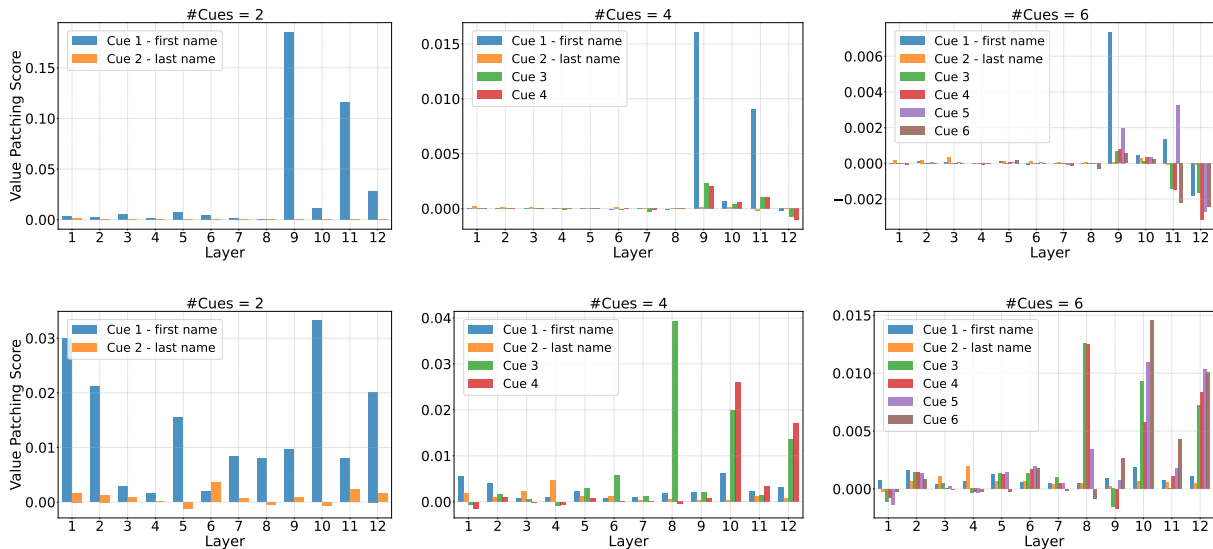 #Cues = 2
Value Patching Score
0.15
0.10
0.05
0.00
Cue 1 - first name
Cue 2 - last name
1 2 3 4 5 6 7 8 9 10 11 12
Layer
#Cues = 4
0.015
0.010
0.005
0.000
Cue 1 - first name
Cue 2 - last name
Cue 3
Cue 4
1 2 3 4 5 6 7 8 9 10 11 12
Layer
#Cues = 6
0.006
0.004
0.002
0.000
−0.002
Cue 1 - first name
Cue 2 - last name
Cue 3
Cue 4
Cue 5
Cue 6
1 2 3 4 5 6 7 8 9 10 11 12
Layer
#Cues = 2
Value Patching Score
0.03
0.02
0.01
0.00
Cue 1 - first name
Cue 2 - last name
1 2 3 4 5 6 7 8 9 10 11 12
Layer
#Cues = 4
0.04
0.03
0.02
0.01
0.00
Cue 1 - first name
Cue 2 - last name
Cue 3
Cue 4
1 2 3 4 5 6 7 8 9 10 11 12
Layer
#Cues = 6
0.015
0.010
0.005
0.000
Cue 1 - first name
Cue 2 - last name
Cue 3
Cue 4
Cue 5
Cue 6
1 2 3 4 5 6 7 8 9 10 11 12
Layer